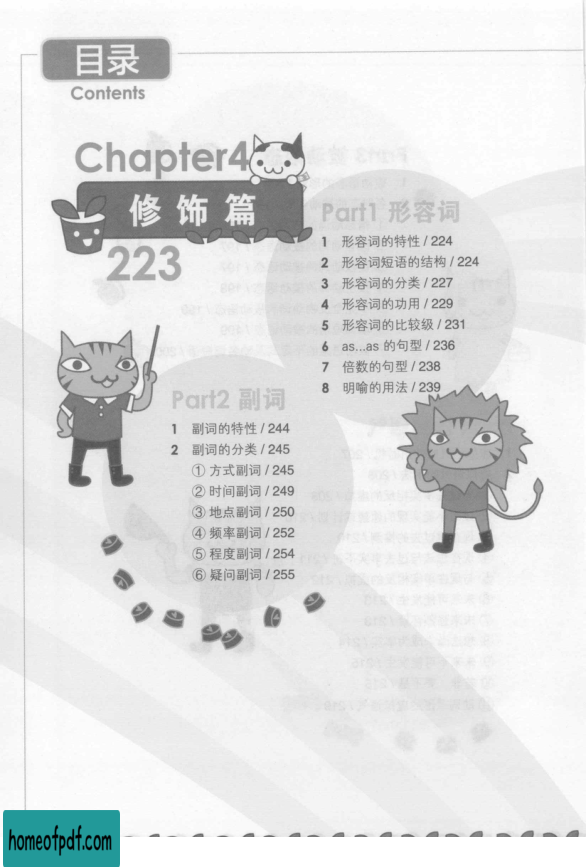 目录
Contents
Chapter4
修饰篇
223
Part1 形容词
1 形容词的特性 / 224
2 形容词短语的结构 / 224
3 形容词的分类 / 227
4 形容词的功用 / 229
5 形容词的比较级 / 231
6 as...as 的句型 / 236
7 倍数的句型 / 238
8 明喻的用法 / 239
Part2 副词
1 副词的特性 / 244
2 副词的分类 / 245
① 方式副词 / 245
② 时间副词 / 249
③ 地点副词 / 250
④ 频率副词 / 252
⑤ 程度副词 / 254
⑥ 疑问副词 / 255
homeofpdf.com